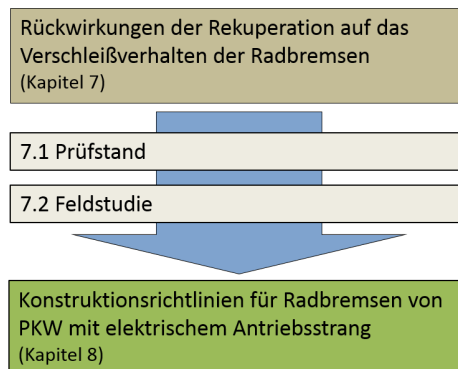 Rückwirkungen der Rekuperation auf das
Verschleißverhalten der Radbremsen
(Kapitel 7)
7.1 Prüfstand
7.2 Feldstudie
Konstruktionsrichtlinien für Radbremsen von
PKW mit elektrischem Antriebsstrang
(Kapitel 8)